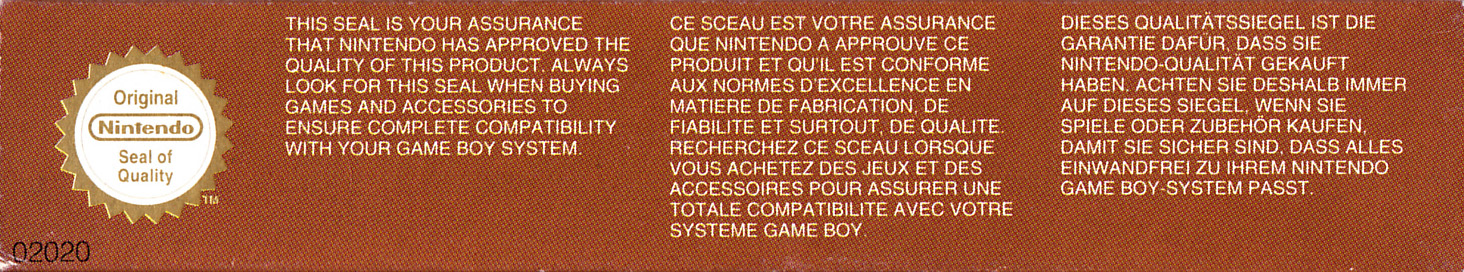 Original
Nintendo
Seal of
Quality
TM
02020
THIS SEAL IS YOUR ASSURANCE
THAT NINTENDO HAS APPROVED THE
QUALITY OF THIS PRODUCT. ALWAYS
LOOK FOR THIS SEAL WHEN BUYING
GAMES AND ACCESSORIES TO
ENSURE COMPLETE COMPATIBILITY
WITH YOUR GAME BOY SYSTEM.
CE SCEAU EST VOTRE ASSURANCE
QUE NINTENDO A APPROUVE CE
PRODUIT ET QU'IL EST CONFORME
AUX NORMES D'EXCELLENCE EN
MATIERE DE FABRICATION, DE
FIABILITE ET SURTOUT, DE QUALITE.
RECHERCHEZ CE SCEAU LORSQUE
VOUS ACHETEZ DES JEUX ET DES
ACCESSOIRES POUR ASSURER UNE
TOTALE COMPATIBILITE AVEC VOTRE
SYSTEME GAME BOY.
DIESES QUALITÄTSSIEGEL IST DIE
GARANTIE DAFÜR, DASS SIE
NINTENDO-QUALITÄT GEKAUFT
HABEN. ACHTEN SIE DESHALB IMMER
AUF DIESES SIEGEL, WENN SIE
SPIELE ODER ZUBEHÖR KAUFEN,
DAMIT SIE SICHER SIND, DASS ALLES
EINWANDFREI ZU IHREM NINTENDO
GAME BOY-SYSTEM PASST.